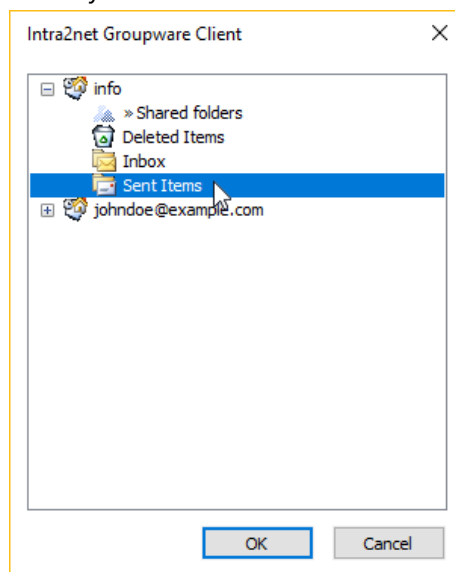 Intra2net Groupware Client
info
» Shared folders
Deleted Items
Inbox
Sent Items
johndoe@example.com
OK Cancel